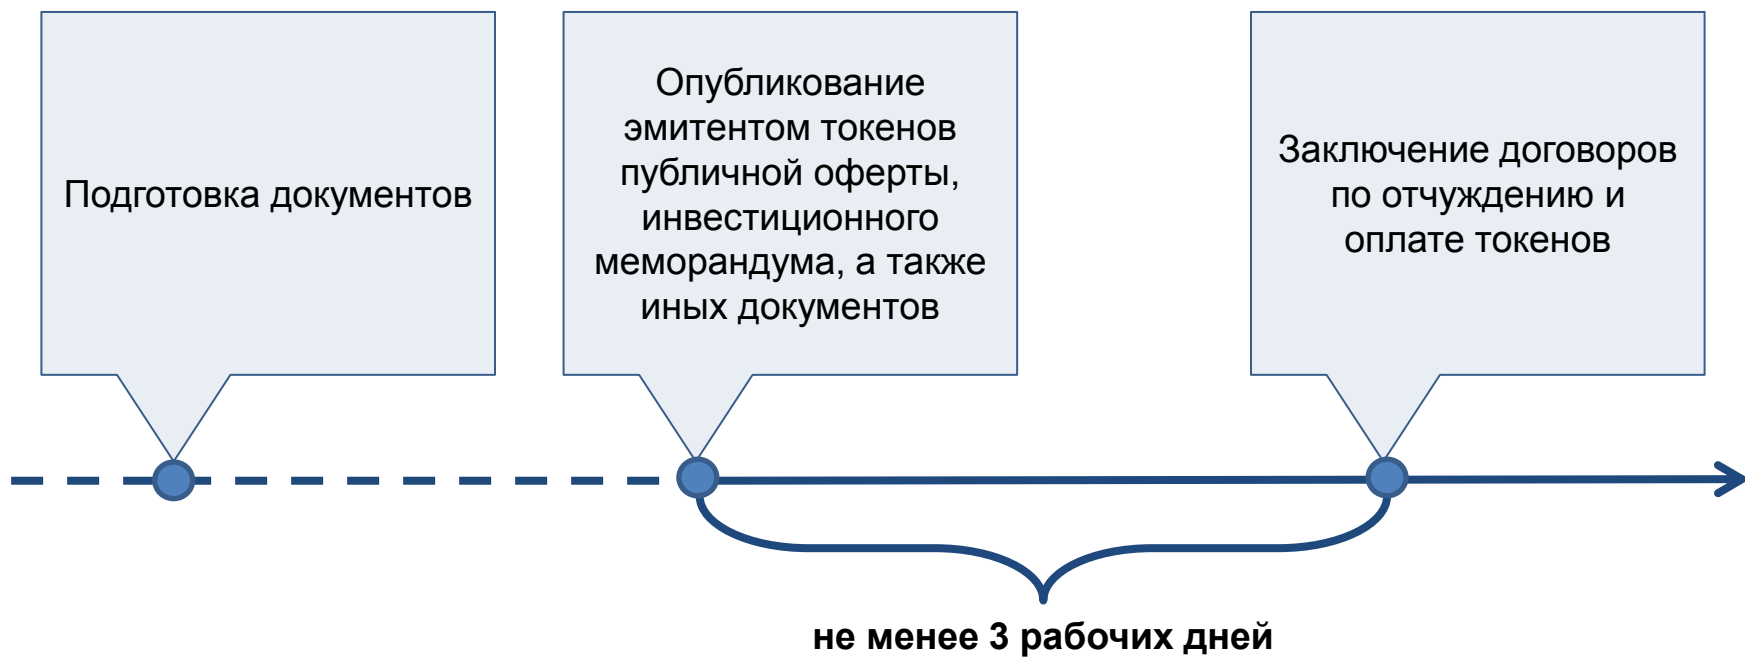 Подготовка документов
Опубликование
эмитентом токенов
публичной оферты,
инвестиционного
меморандума, а также
иных документов
Заключение договоров
по отчуждению и
оплате токенов
не менее 3 рабочих дней